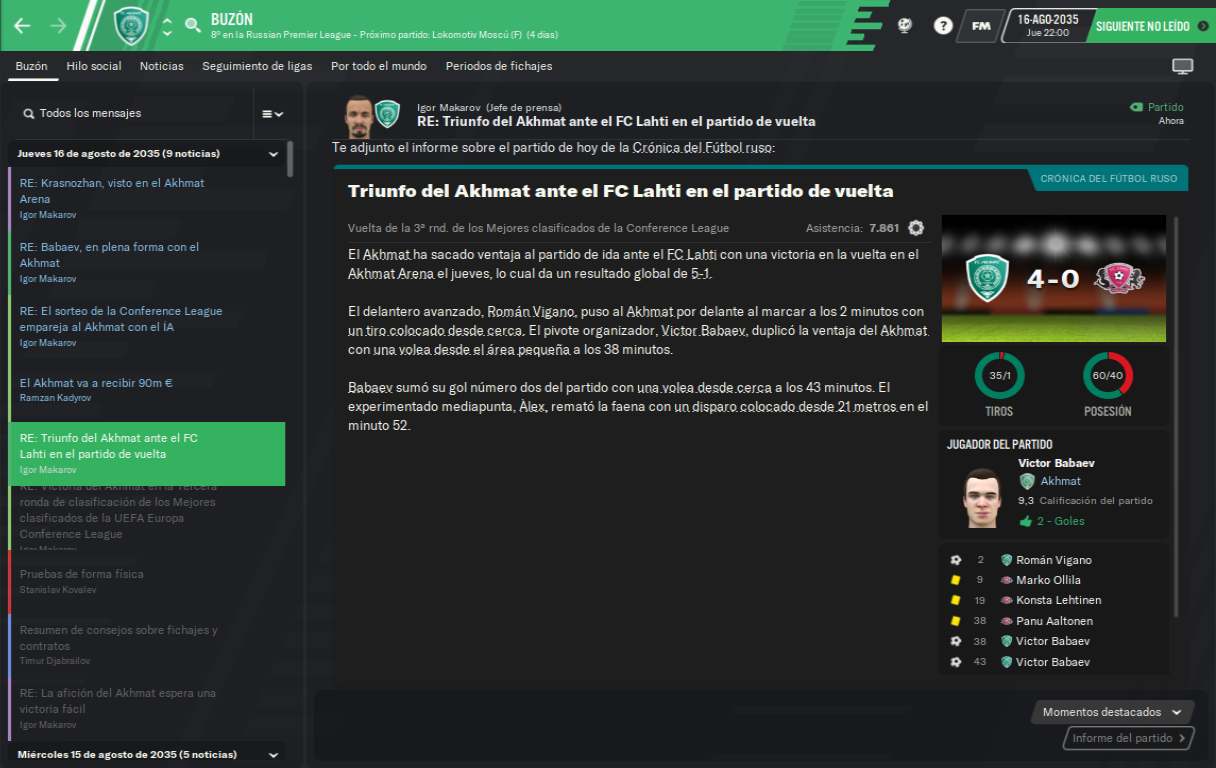 BUZÓN
8º en la Russian Premier League - Próximo partido: Lokomotiv Moscú (F) (4 días)
FM
16-AGO-2035
Jue 22:00
SIGUIENTE NO LEÍDO
Buzón
Hilo social
Noticias
Seguimiento de ligas
Por todo el mundo
Periodos de fichajes
Todos los mensajes
Jueves 16 de agosto de 2035 (9 noticias)
RE: Krasnozhan, visto en el Akhmat
Arena
Igor Makarov
RE: Babaev, en plena forma con el
Akhmat
Igor Makarov
RE: El sorteo de la Conference League
empareja al Akhmat con el ÍA
Igor Makarov
El Akhmat va a recibir 90m €
Ramzan Kadyrov
RE: Triunfo del Akhmat ante el FC
Lahti en el partido de vuelta
Igor Makarov
RE: Victoria del Akhmat en la Tercera
ronda de clasificación de los Mejores
clasificados de la UEFA Europa
Conference League
Igor Makarov
Pruebas de forma física
Stanislav Kovalev
Resumen de consejos sobre fichajes y
contratos
Timur Djabrailov
RE: La afición del Akhmat espera una
victoria fácil
Igor Makarov
Miércoles 15 de agosto de 2035 (5 noticias)
Igor Makarov (Jefe de prensa)
RE: Triunfo del Akhmat ante el FC Lahti en el partido de vuelta
Partido
Ahora
Te adjunto el informe sobre el partido de hoy de la Crónica del Fútbol ruso:
CRÓNICA DEL FÚTBOL RUSO
Triunfo del Akhmat ante el FC Lahti en el partido de vuelta
Vuelta de la 3ª rnd. de los Mejores clasificados de la Conference League
Asistencia: 7.861
El Akhmat ha sacado ventaja al partido de ida ante el FC Lahti con una victoria en la vuelta en el
Akhmat Arena el jueves, lo cual da un resultado global de 5-1.
El delantero avanzado, Román Vigano, puso al Akhmat por delante al marcar a los 2 minutos con
un tiro colocado desde cerca. El pivote organizador, Victor Babaev, duplicó la ventaja del Akhmat
con una volea desde el área pequeña a los 38 minutos.
Babaev sumó su gol número dos del partido con una volea desde cerca a los 43 minutos. El
experimentado mediapunta, Àlex, remató la faena con un disparo colocado desde 21 metros en el
minuto 52.
4-0
35/1
TIROS
60/40
POSESIÓN
JUGADOR DEL PARTIDO
Victor Babaev
Akhmat
9,3 Calificación del partido
2 - Goles
2 Román Vigano
9 Marko Ollila
19 Konsta Lehtinen
38 Panu Aaltonen
38 Victor Babaev
43 Victor Babaev
Momentos destacados
Informe del partido